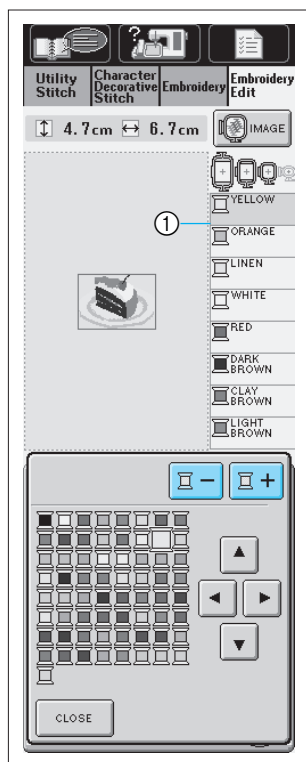 Utility
Stitch
Character
Decorative
Stitch
Embroidery
Embroidery
Edit
4.7cm 6.7cm
IMAGE
1
YELLOW
ORANGE
LINEN
WHITE
RED
DARK
BROWN
CLAY
BROWN
LIGHT
BROWN
−
+
CLOSE